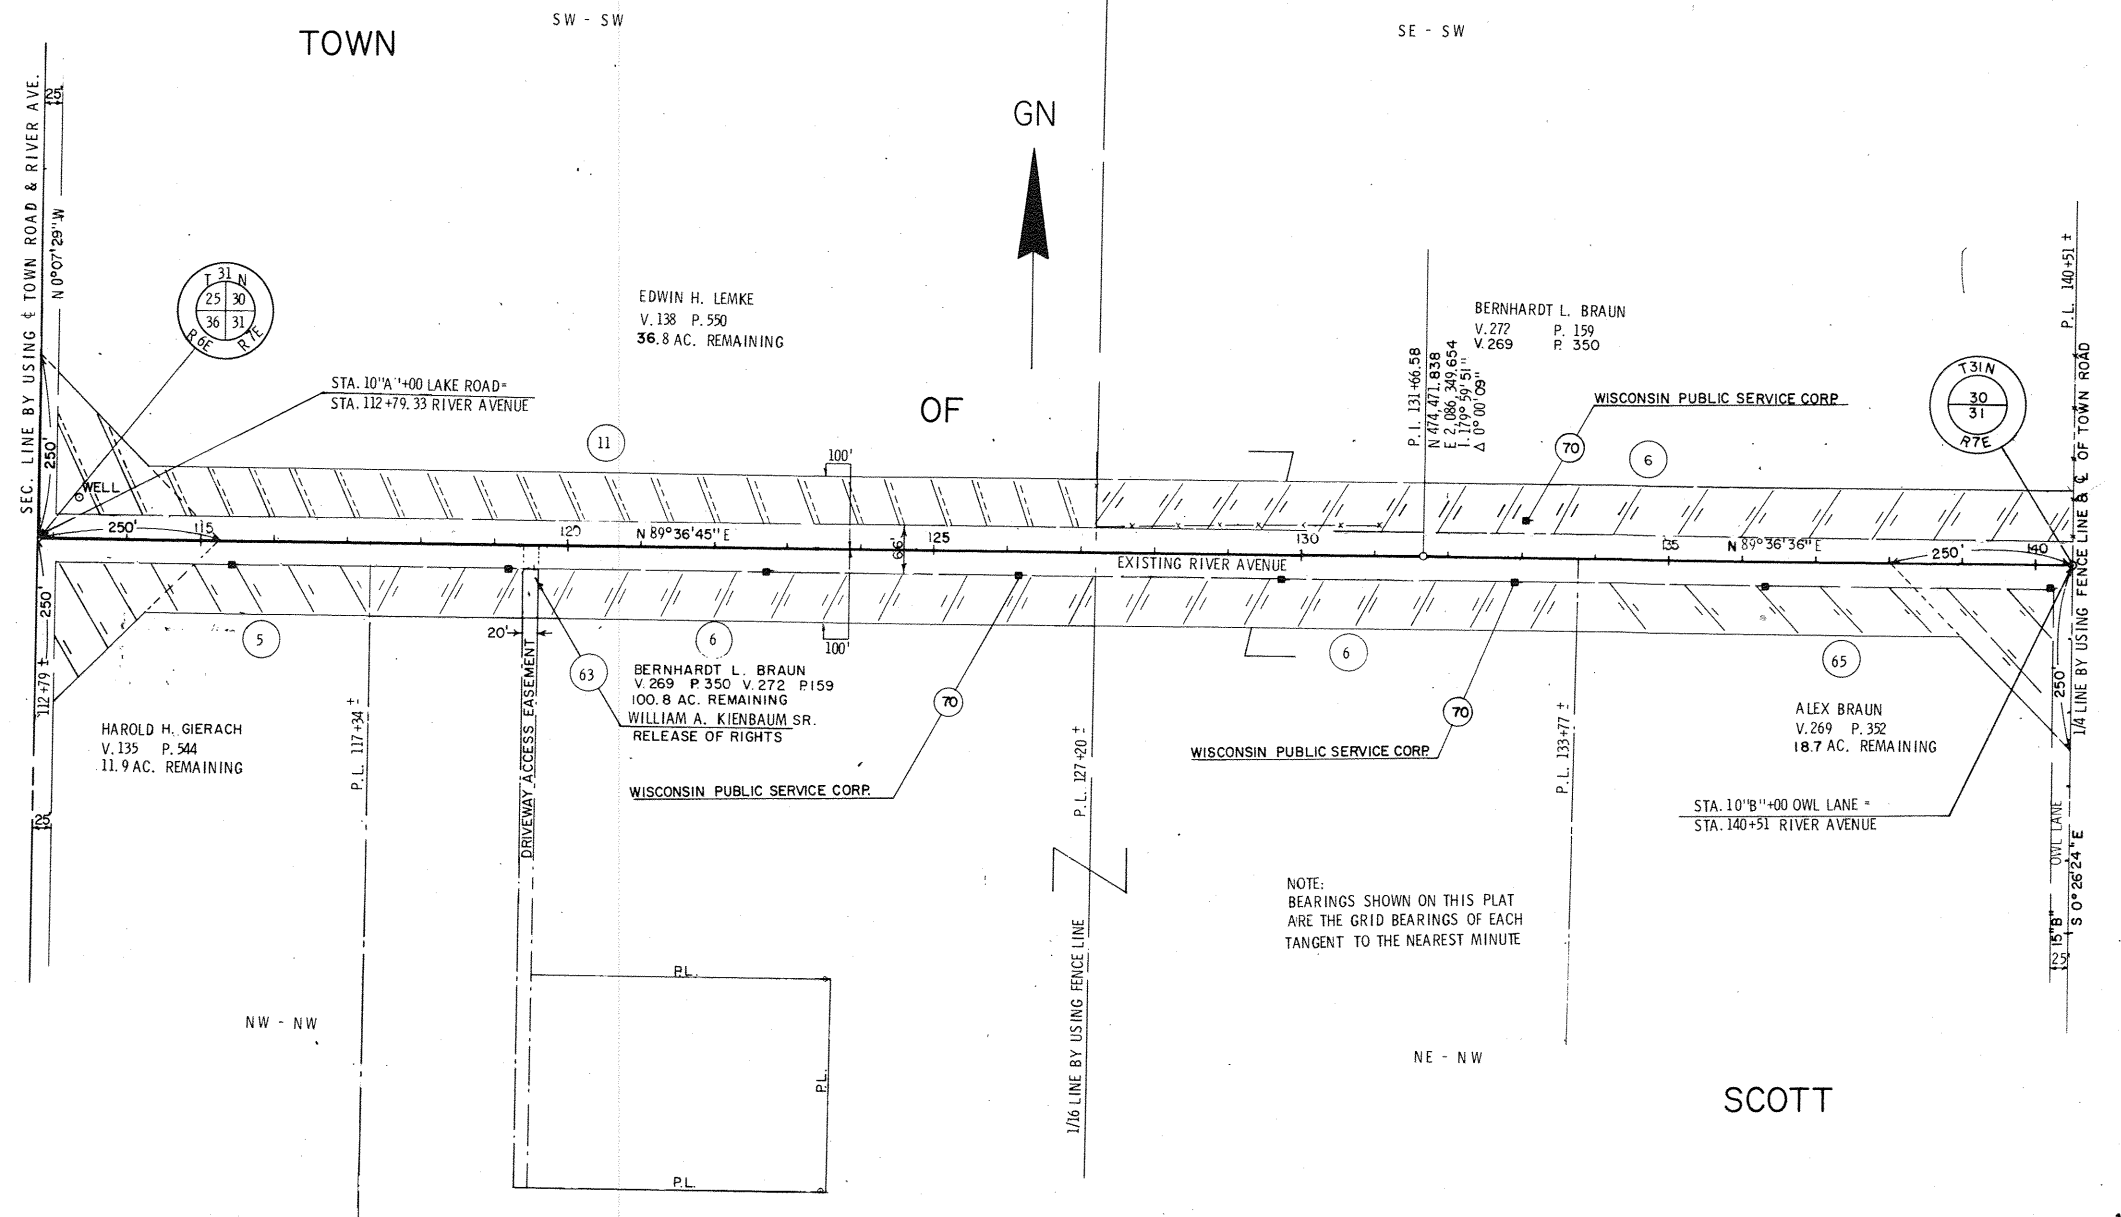 SW - SW
SE - SW
TOWN
GN
SEC. LINE BY USING ℄ TOWN ROAD & RIVER AVE.
25'
N 0°07'29" W
T 31 N
25 30
36 31
R 6E R 7E
EDWIN H. LEMKE
V. 138 P. 550
36.8 AC. REMAINING
STA. 10"A"+00 LAKE ROAD=
STA. 112+79.33 RIVER AVENUE
OF
P.I. 131+66.58
N 474,471.838
E 2,086,349.654
I. 179° 59' 51"
Δ 0° 00' 09"
BERNHARDT L. BRAUN
V. 272 P. 159
V. 269 P. 350
WISCONSIN PUBLIC SERVICE CORP.
70
6
T31N
30
31
R7E
P.L. 140+51 ±
1/4 LINE BY USING FENCE LINE & ℄ OF TOWN ROAD
11
100'
250'
WELL
250'
115
120
N 89°36'45" E
66'
125
130
135
N 89°36'36" E
250'
140
EXISTING RIVER AVENUE
250'
112+79 ±
5
20'
6
100'
6
65
250'
63
BERNHARDT L. BRAUN
V. 269 P. 350 V. 272 P.159
100.8 AC. REMAINING
WILLIAM A. KIENBAUM SR.
RELEASE OF RIGHTS
70
70
HAROLD H. GIERACH
V. 135 P. 544
11.9 AC. REMAINING
P.L. 117+34 ±
DRIVEWAY ACCESS EASEMENT
WISCONSIN PUBLIC SERVICE CORP.
P.L. 127+20 ±
WISCONSIN PUBLIC SERVICE CORP.
P.L. 133+77 ±
ALEX BRAUN
V. 269 P. 352
18.7 AC. REMAINING
STA. 10"B"+00 OWL LANE =
STA. 140+51 RIVER AVENUE
25'
OWL LANE
S 0° 26' 24" E
15"B"
25'
NOTE:
BEARINGS SHOWN ON THIS PLAT
ARE THE GRID BEARINGS OF EACH
TANGENT TO THE NEAREST MINUTE
1/16 LINE BY USING FENCE LINE
P.L.
P.L.
P.L.
NW - NW
NE - NW
SCOTT